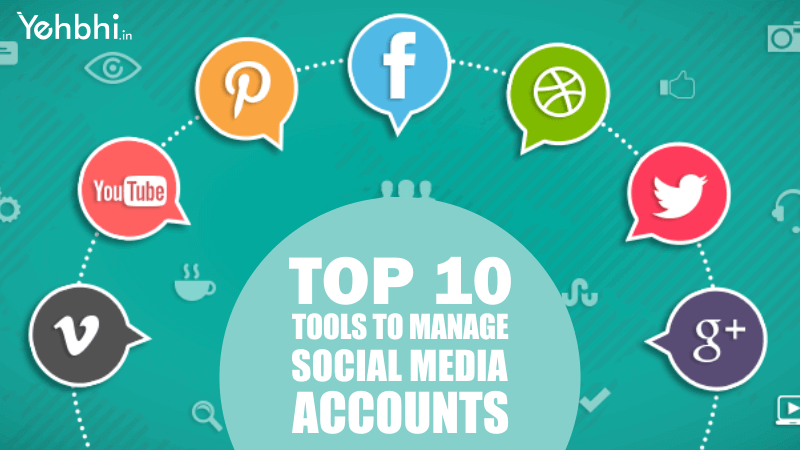 Yehbhi.in
YouTube
g+
TOP 10
TOOLS TO MANAGE
SOCIAL MEDIA
ACCOUNTS